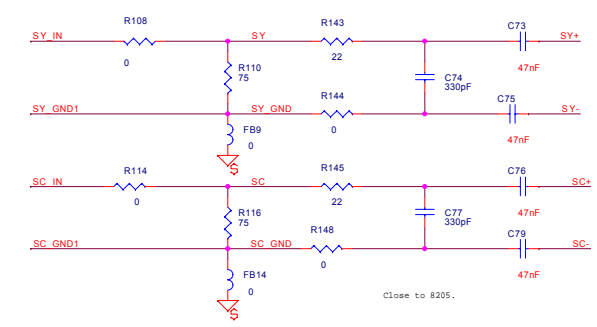 R108 R143 C73
SY_IN SY SY+
0 22 47nF
R110
75
C74
330pF
R144 C75
SY_GND1 SY_GND SY-
FB9
0
0
47nF
S
R114 R145 C76
SC_IN SC SC+
0 22 47nF
R116
75
C77
330pF
R148 C79
SC_GND1 SC_GND SC-
FB14
0
0
47nF
S
Close to 8205.